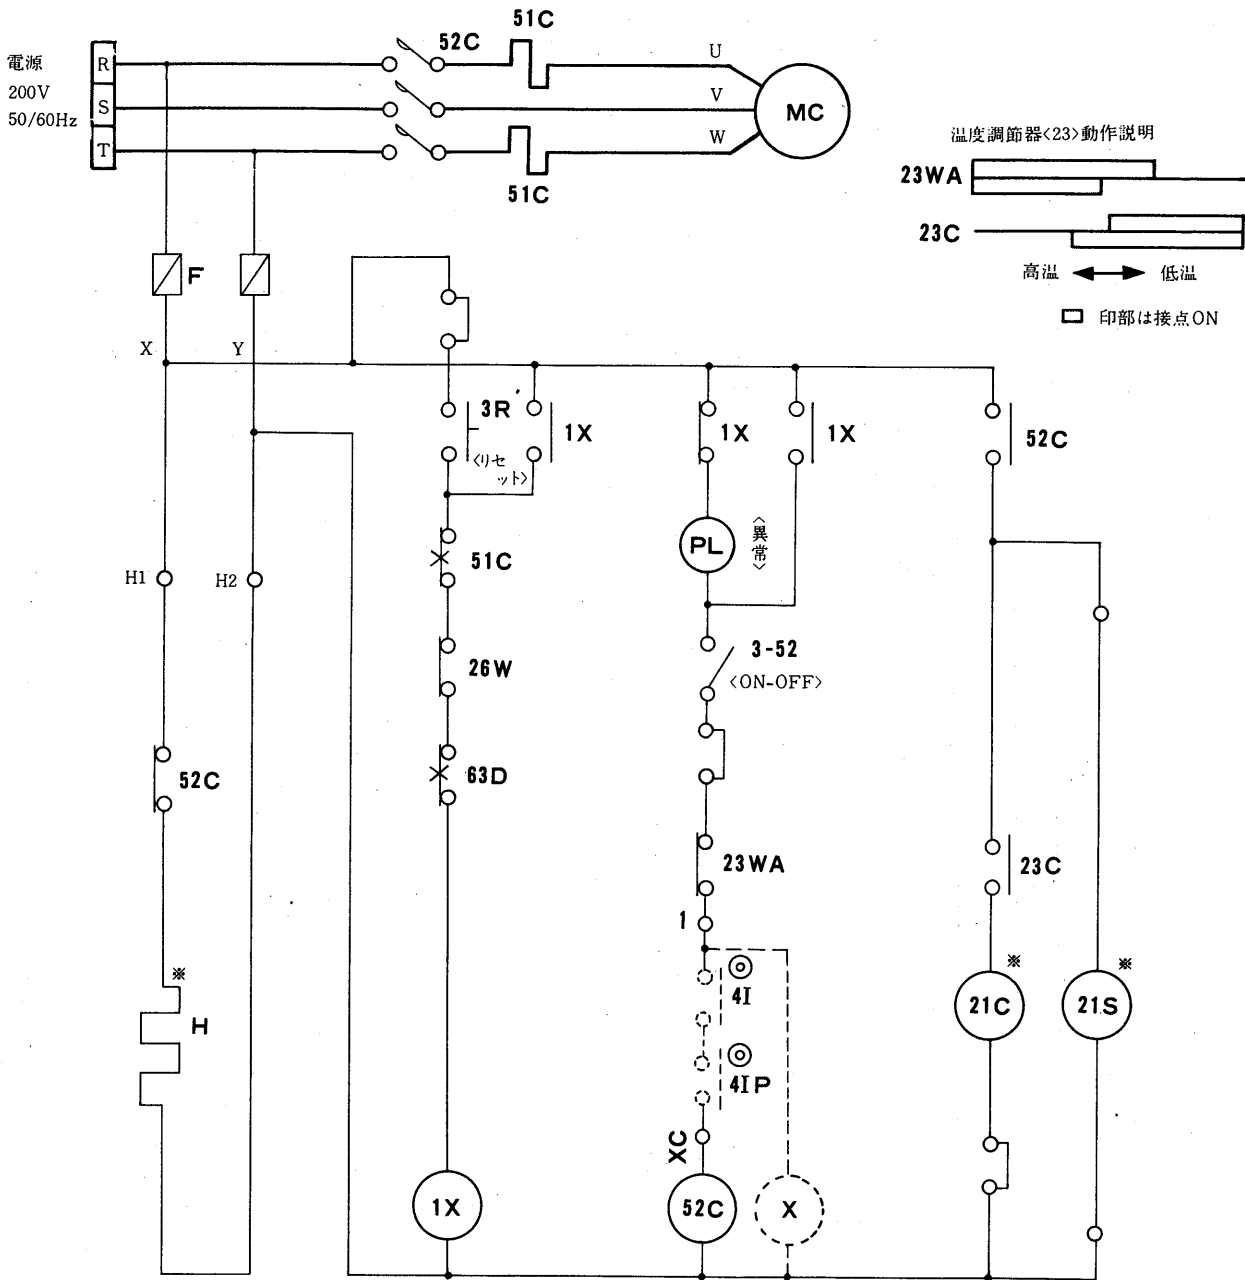 電源
200V
50/60Hz
R
S
T
52C
51C
51C
U
V
W
MC
温度調節器〈23〉動作説明
23WA
23C
高温
低温
印部は接点ON
F
X
Y
3R
〈リセ
ット〉
1X
1X
1X
52C
PL
〈異常〉
51C
H1
H2
26W
3-52
〈ON-OFF〉
52C
63D
23WA
23C
1
※
H
4I
4IP
※
21C
※
21S
XC
1X
52C
X